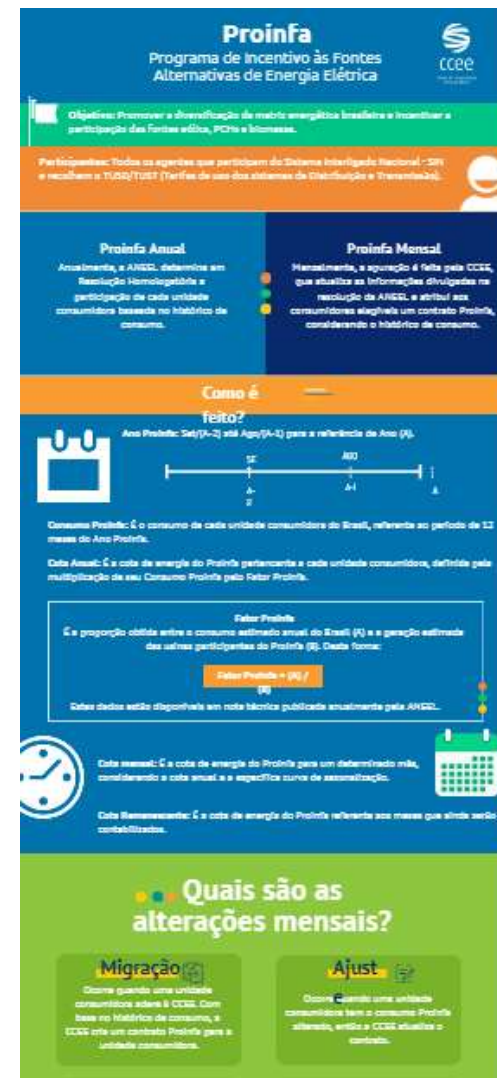 Proinfa
Programa de Incentivo às Fontes
Alternativas de Energia Elétrica
ccee
Objetivo: Promover a diversificação da matriz energética brasileira e incentivar a
participação das fontes eólica, PCHs e biomassa.
Participantes: Todos os agentes que participam do Sistema Interligado Nacional - SIN
e recolhem a TUSD/TUST (Tarifas de uso dos sistemas de Distribuição e Transmissão).
Proinfa Anual
Anualmente, a ANEEL determina em
Resolução Homologatória a
participação de cada unidade
consumidora baseada no histórico de
consumo.
Proinfa Mensal
Mensalmente, a apuração é feita pela CCEE,
que atualiza as informações divulgadas na
resolução da ANEEL e atribui aos
consumidores elegíveis um contrato Proinfa,
considerando o histórico de consumo.
Como é
feito?
Ano Proinfa: Set/(A-2) até Ago/(A-1) para a referência de Ano (A).
SE
AGO
A-
2
A-1
A
Consumo Proinfa: É o consumo de cada unidade consumidora do Brasil, referente ao período de 12
meses do Ano Proinfa.
Cota Anual: É a cota de energia do Proinfa pertencente a cada unidade consumidora, definida pela
multiplicação de seu Consumo Proinfa pelo Fator Proinfa.
Fator Proinfa
É a proporção obtida entre o consumo estimado anual do Brasil (A) e a geração estimada
das usinas participantes do Proinfa (B). Desta forma:
Fator Proinfa = (A) /
(B)
Estes dados estão disponíveis em nota técnica publicada anualmente pela ANEEL.
Cota mensal: É a cota de energia do Proinfa para um determinado mês,
considerando a cota anual e a específica curva de sazonalização.
Cota Remanescente: É a cota de energia do Proinfa referente aos meses que ainda serão
contabilizados.
Quais são as
alterações mensais?
Migração
Ocorre quando uma unidade
consumidora adere à CCEE. Com
base no histórico de consumo, a
CCEE cria um contrato Proinfa para a
unidade consumidora.
Ajust
e
Ocorre quando uma unidade
consumidora tem o consumo Proinfa
alterado, então a CCEE atualiza o
contrato.